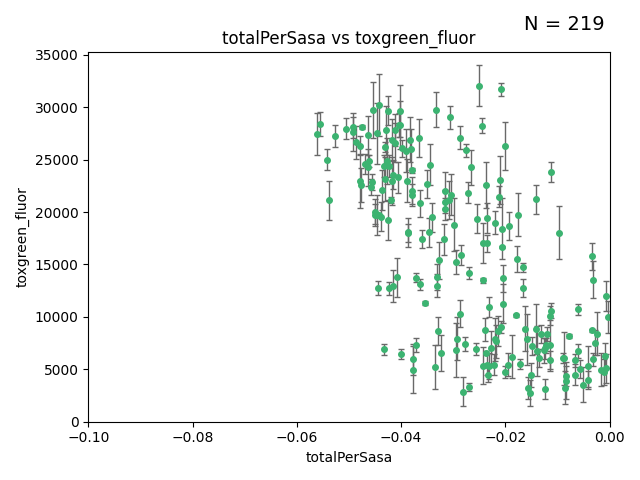 N = 219
totalPerSasa vs toxgreen_fluor
35000
30000
25000
20000
15000
10000
5000
0
toxgreen_fluor
−0.10 −0.08 −0.06 −0.04 −0.02 0.00
totalPerSasa